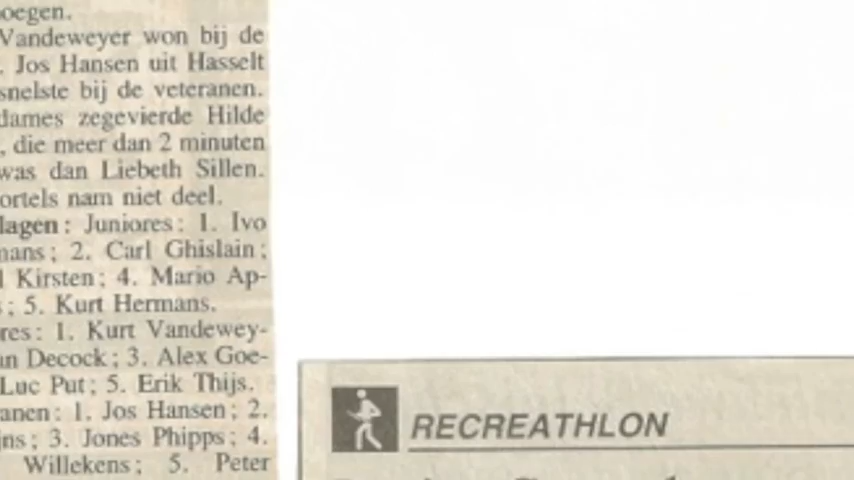 Vandeweyer won bij de
. Jos Hansen uit Hasselt
snelste bij de veteranen.
dames zegevierde Hilde
, die meer dan 2 minuten
was dan Liebeth Sillen.
ortels nam niet deel.
lagen: Juniores: 1. Ivo
mans; 2. Carl Ghislain;
l Kirsten; 4. Mario Ap-
; 5. Kurt Hermans.
res: 1. Kurt Vandewey-
an Decock; 3. Alex Goe-
Luc Put; 5. Erik Thijs.
anen: 1. Jos Hansen; 2.
jns; 3. Jones Phipps; 4.
Willekens; 5. Peter
RECREATHLON